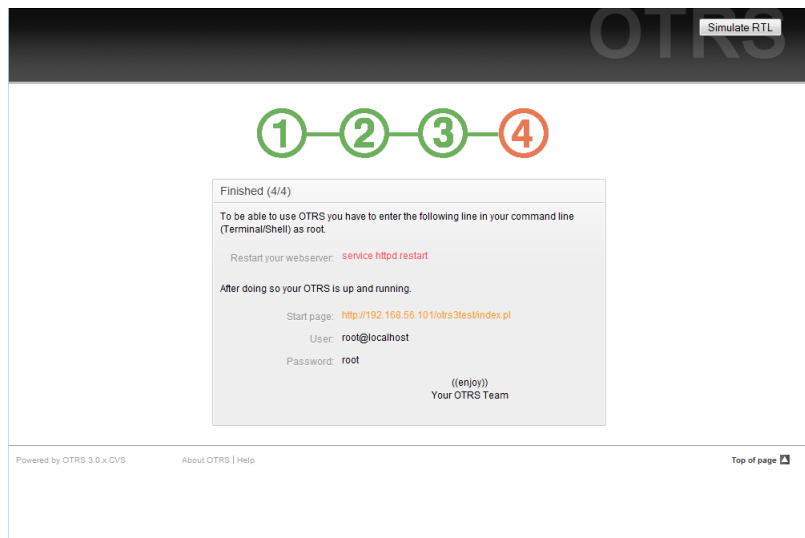 OTRS
Simulate RTL
1 2 3 4
Finished (4/4)
To be able to use OTRS you have to enter the following line in your command line
(Terminal/Shell) as root.
Restart your webserver: service httpd restart
After doing so your OTRS is up and running.
Start page: http://192.168.56.101/otrs3test/index.pl
User: root@localhost
Password: root
((enjoy))
Your OTRS Team
Powered by OTRS 3.0.x CVS About OTRS | Help Top of page